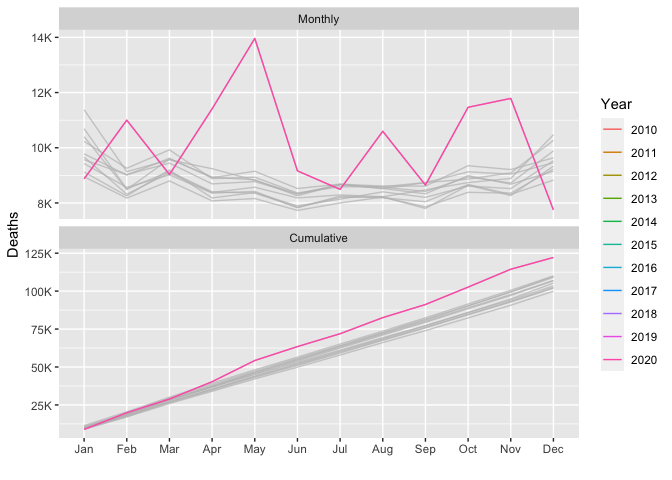 Monthly
14K
12K
10K
8K
Deaths
Cumulative
125K
100K
75K
50K
25K
Jan Feb Mar Apr May Jun Jul Aug Sep Oct Nov Dec
Year
2010
2011
2012
2013
2014
2015
2016
2017
2018
2019
2020